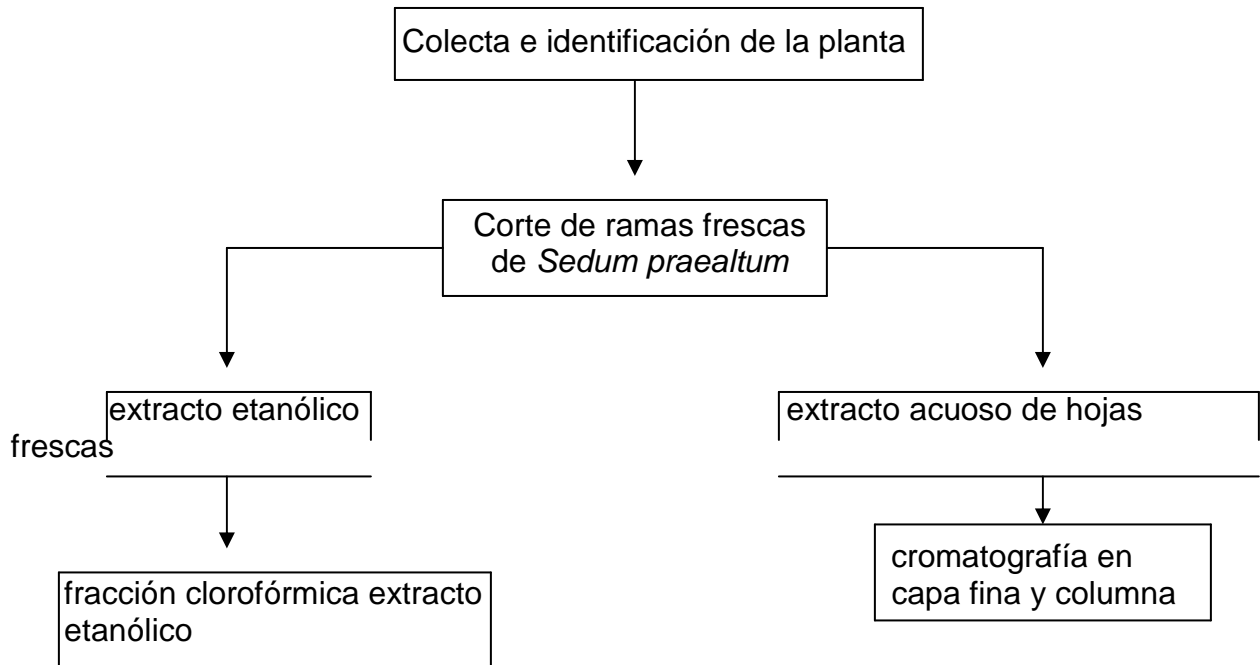 Colecta e identificación de la planta
Corte de ramas frescas
de Sedum praealtum
extracto etanólico
frescas
extracto acuoso de hojas
fracción clorofórmica extracto
etanólico
cromatografía en
capa fina y columna